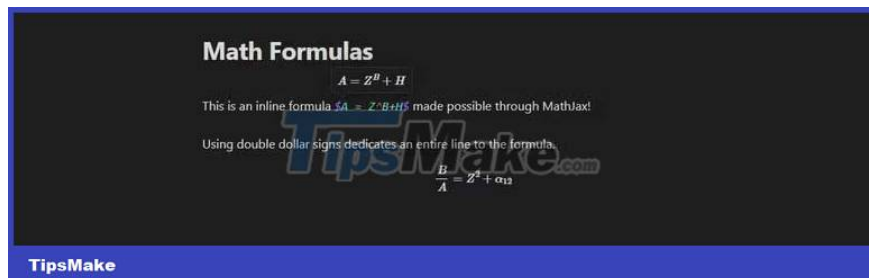 Math Formulas
A = Z^B + H
This is an inline formula $A = Z^B+H$ made possible through MathJax!
Using double dollar signs dedicates an entire line to the formula.
TipsMake.com
B/A = Z² + α₁₂
TipsMake